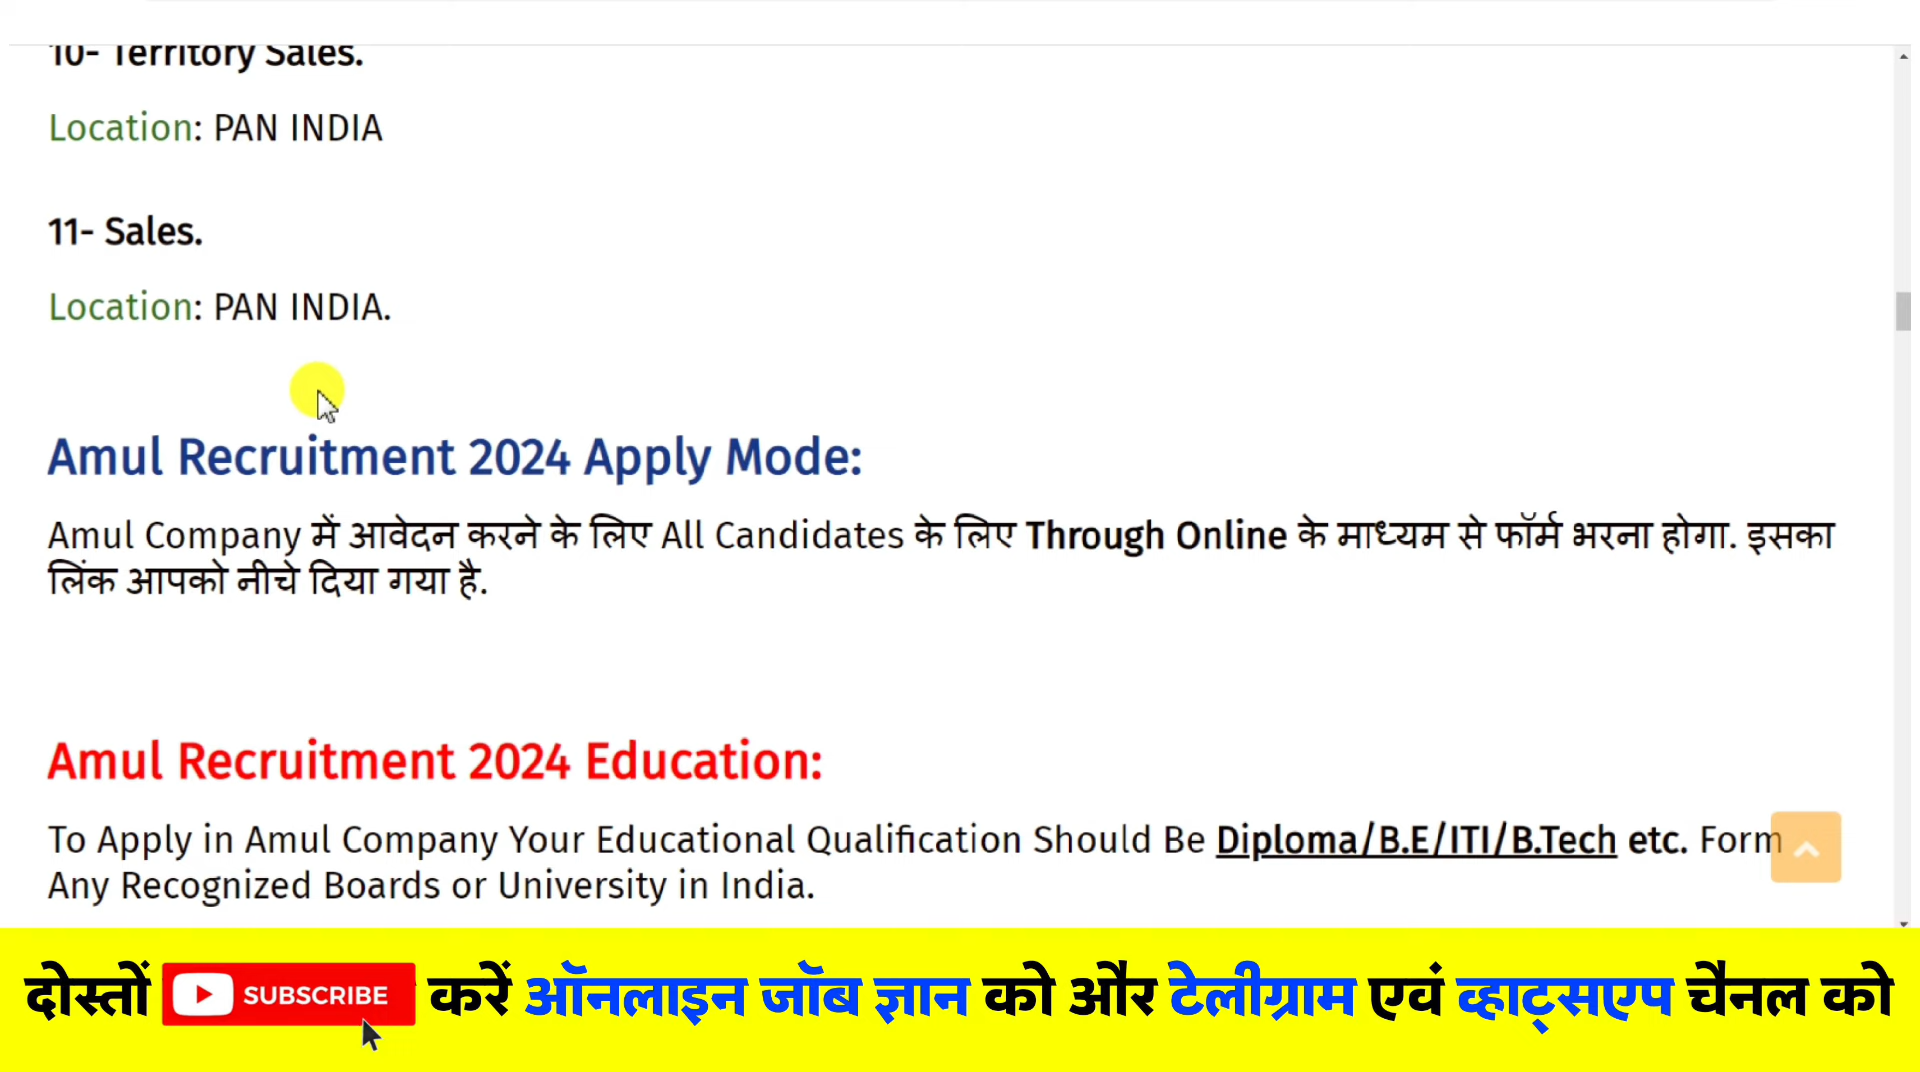 10- Territory Sales.
Location: PAN INDIA
11- Sales.
Location: PAN INDIA.
Amul Recruitment 2024 Apply Mode:
Amul Company में आवेदन करने के लिए All Candidates के लिए Through Online के माध्यम से फॉर्म भरना होगा. इसका
लिंक आपको नीचे दिया गया है.
Amul Recruitment 2024 Education:
To Apply in Amul Company Your Educational Qualification Should Be Diploma/B.E/ITI/B.Tech etc. Form
Any Recognized Boards or University in India.
दोस्तों SUBSCRIBE करें ऑनलाइन जॉब ज्ञान को और टेलीग्राम एवं व्हाट्सएप चैनल को